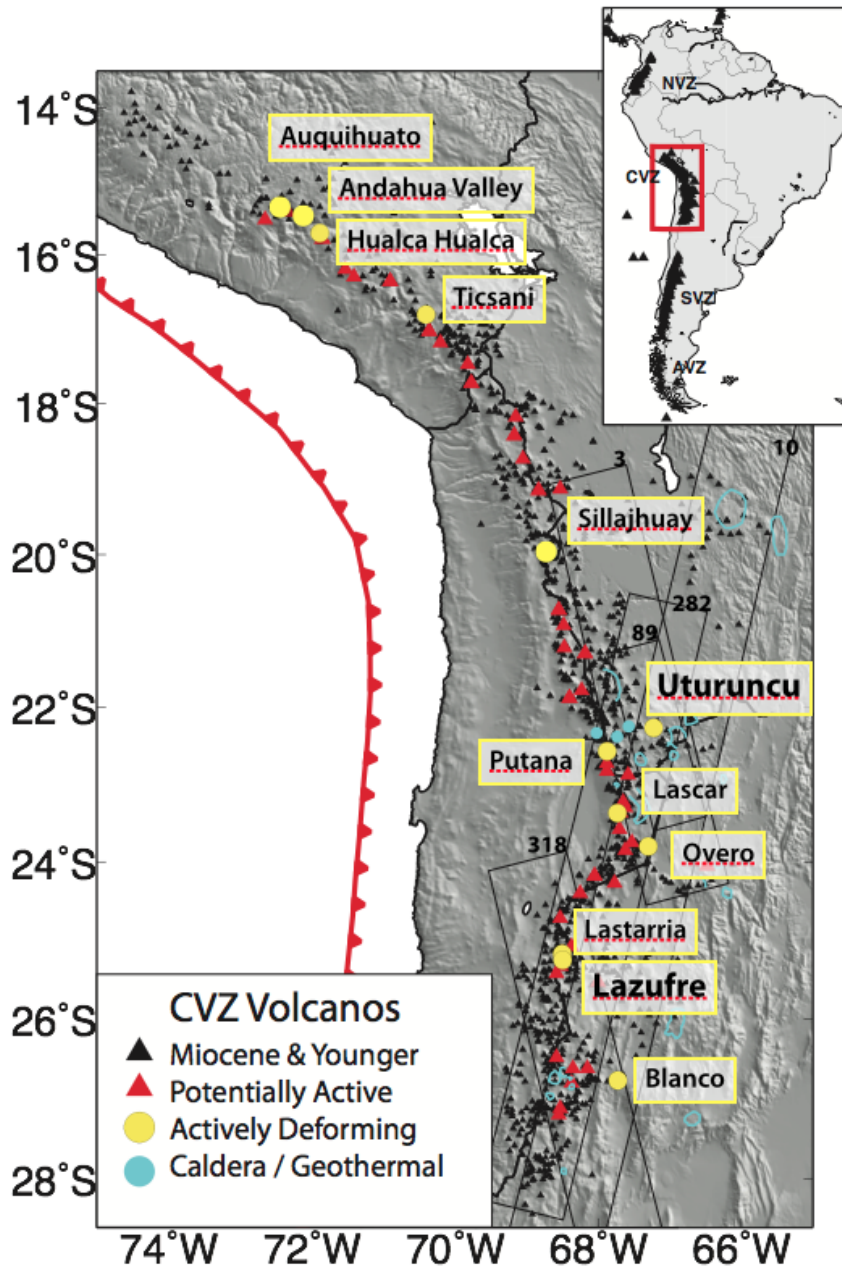 14°S
16°S
18°S
20°S
22°S
24°S
26°S
28°S
74°W 72°W 70°W 68°W 66°W
NVZ
CVZ
SVZ
AVZ
Auquihuato
Andahua Valley
Hualca Hualca
Ticsani
10
3
Sillajhuay
282
89
Uturuncu
Putana
Lascar
318
Overo
Lastarria
Lazufre
Blanco
CVZ Volcanos
Miocene & Younger
Potentially Active
Actively Deforming
Caldera / Geothermal